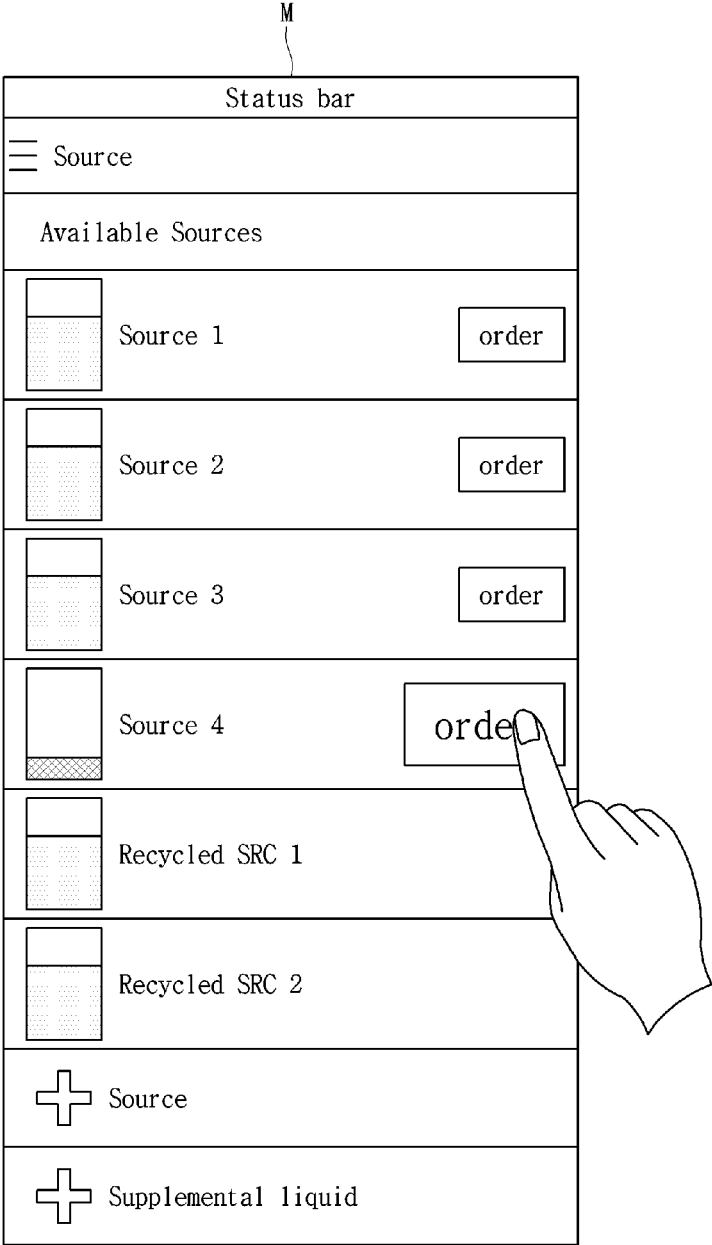 M
Status bar
Source
Available Sources
Source 1 order
Source 2 order
Source 3 order
Source 4 orde
Recycled SRC 1
Recycled SRC 2
Source
Supplemental liquid